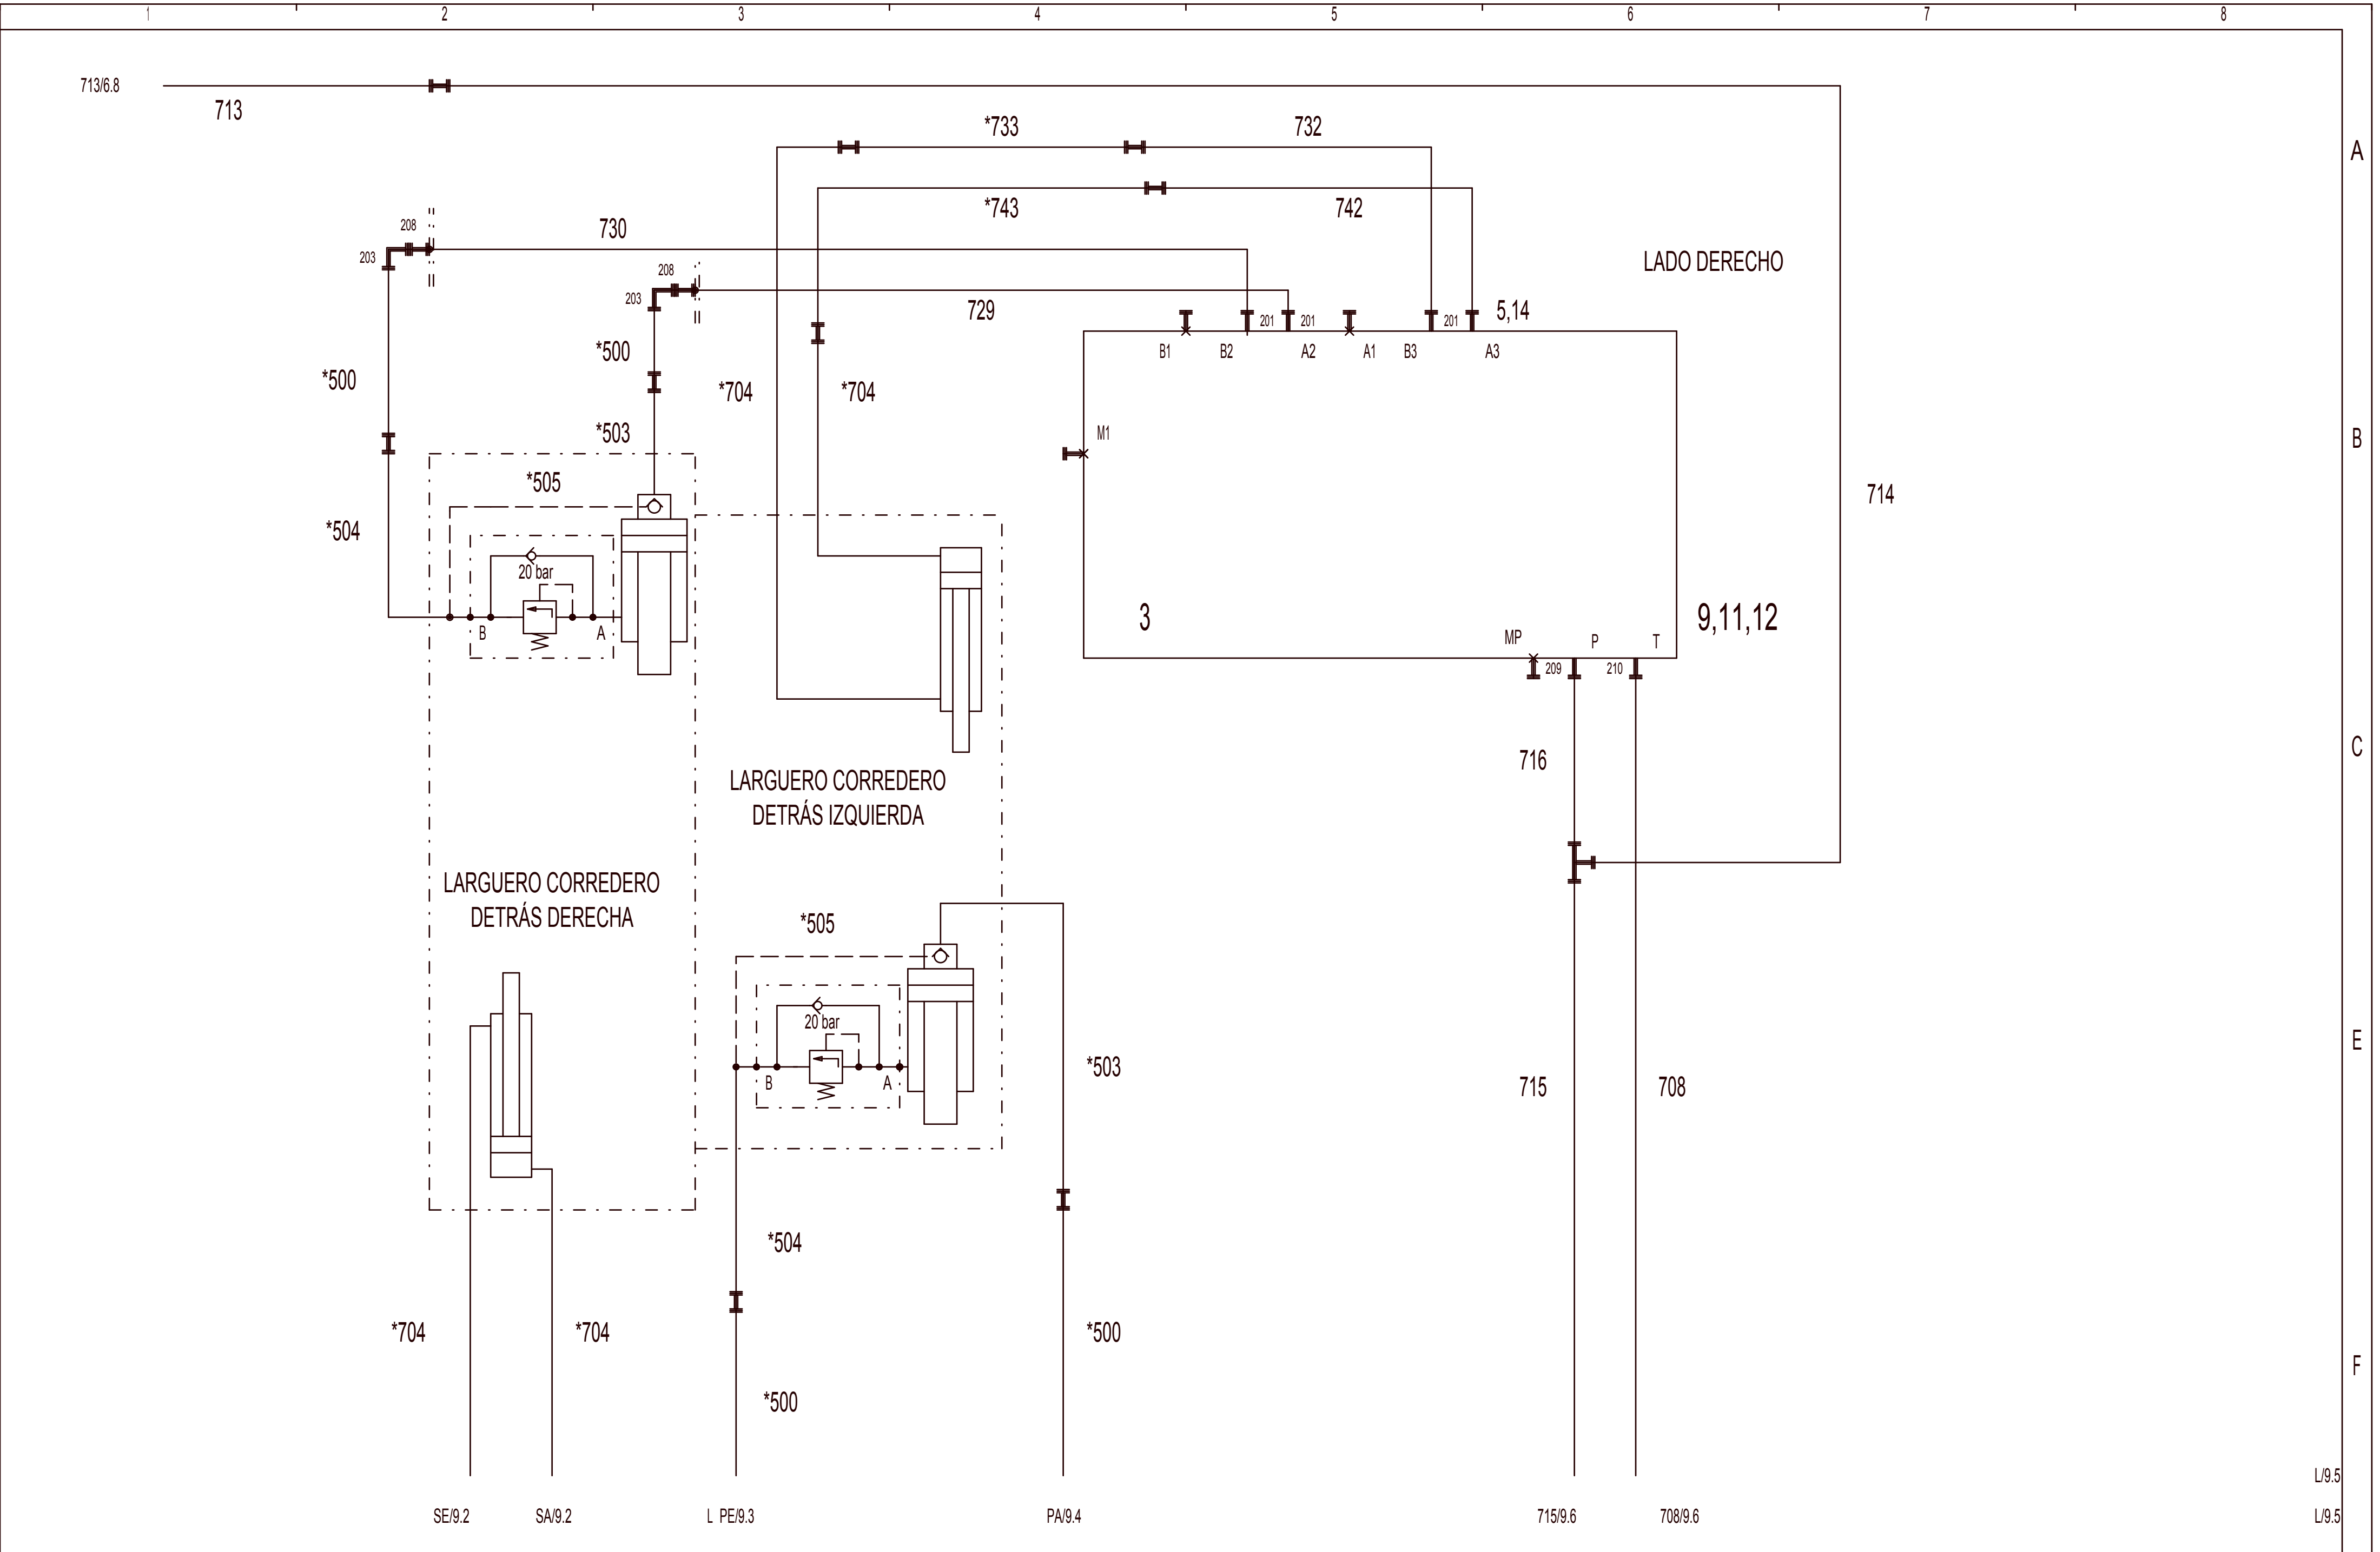 1 2 3 4 5 6 7 8
713/6.8
713
*733 732
A
*743 742
208
730
203
LADO DERECHO
208
203
729
5,14
201 201 201
*500
B1 B2 A2 A1 B3 A3
*500
*704 *704
*503
M1
B
*505
714
*504
20 bar
B A
3
9,11,12
MP P T
209 210
716
C
LARGUERO CORREDERO
DETRÁS IZQUIERDA
LARGUERO CORREDERO
DETRÁS DERECHA
*505
20 bar
B A
E
*503
715 708
*504
*704 *704
*500
F
*500
L/9.5
SE/9.2 SA/9.2 L PE/9.3 PA/9.4 715/9.6 708/9.6 L/9.5